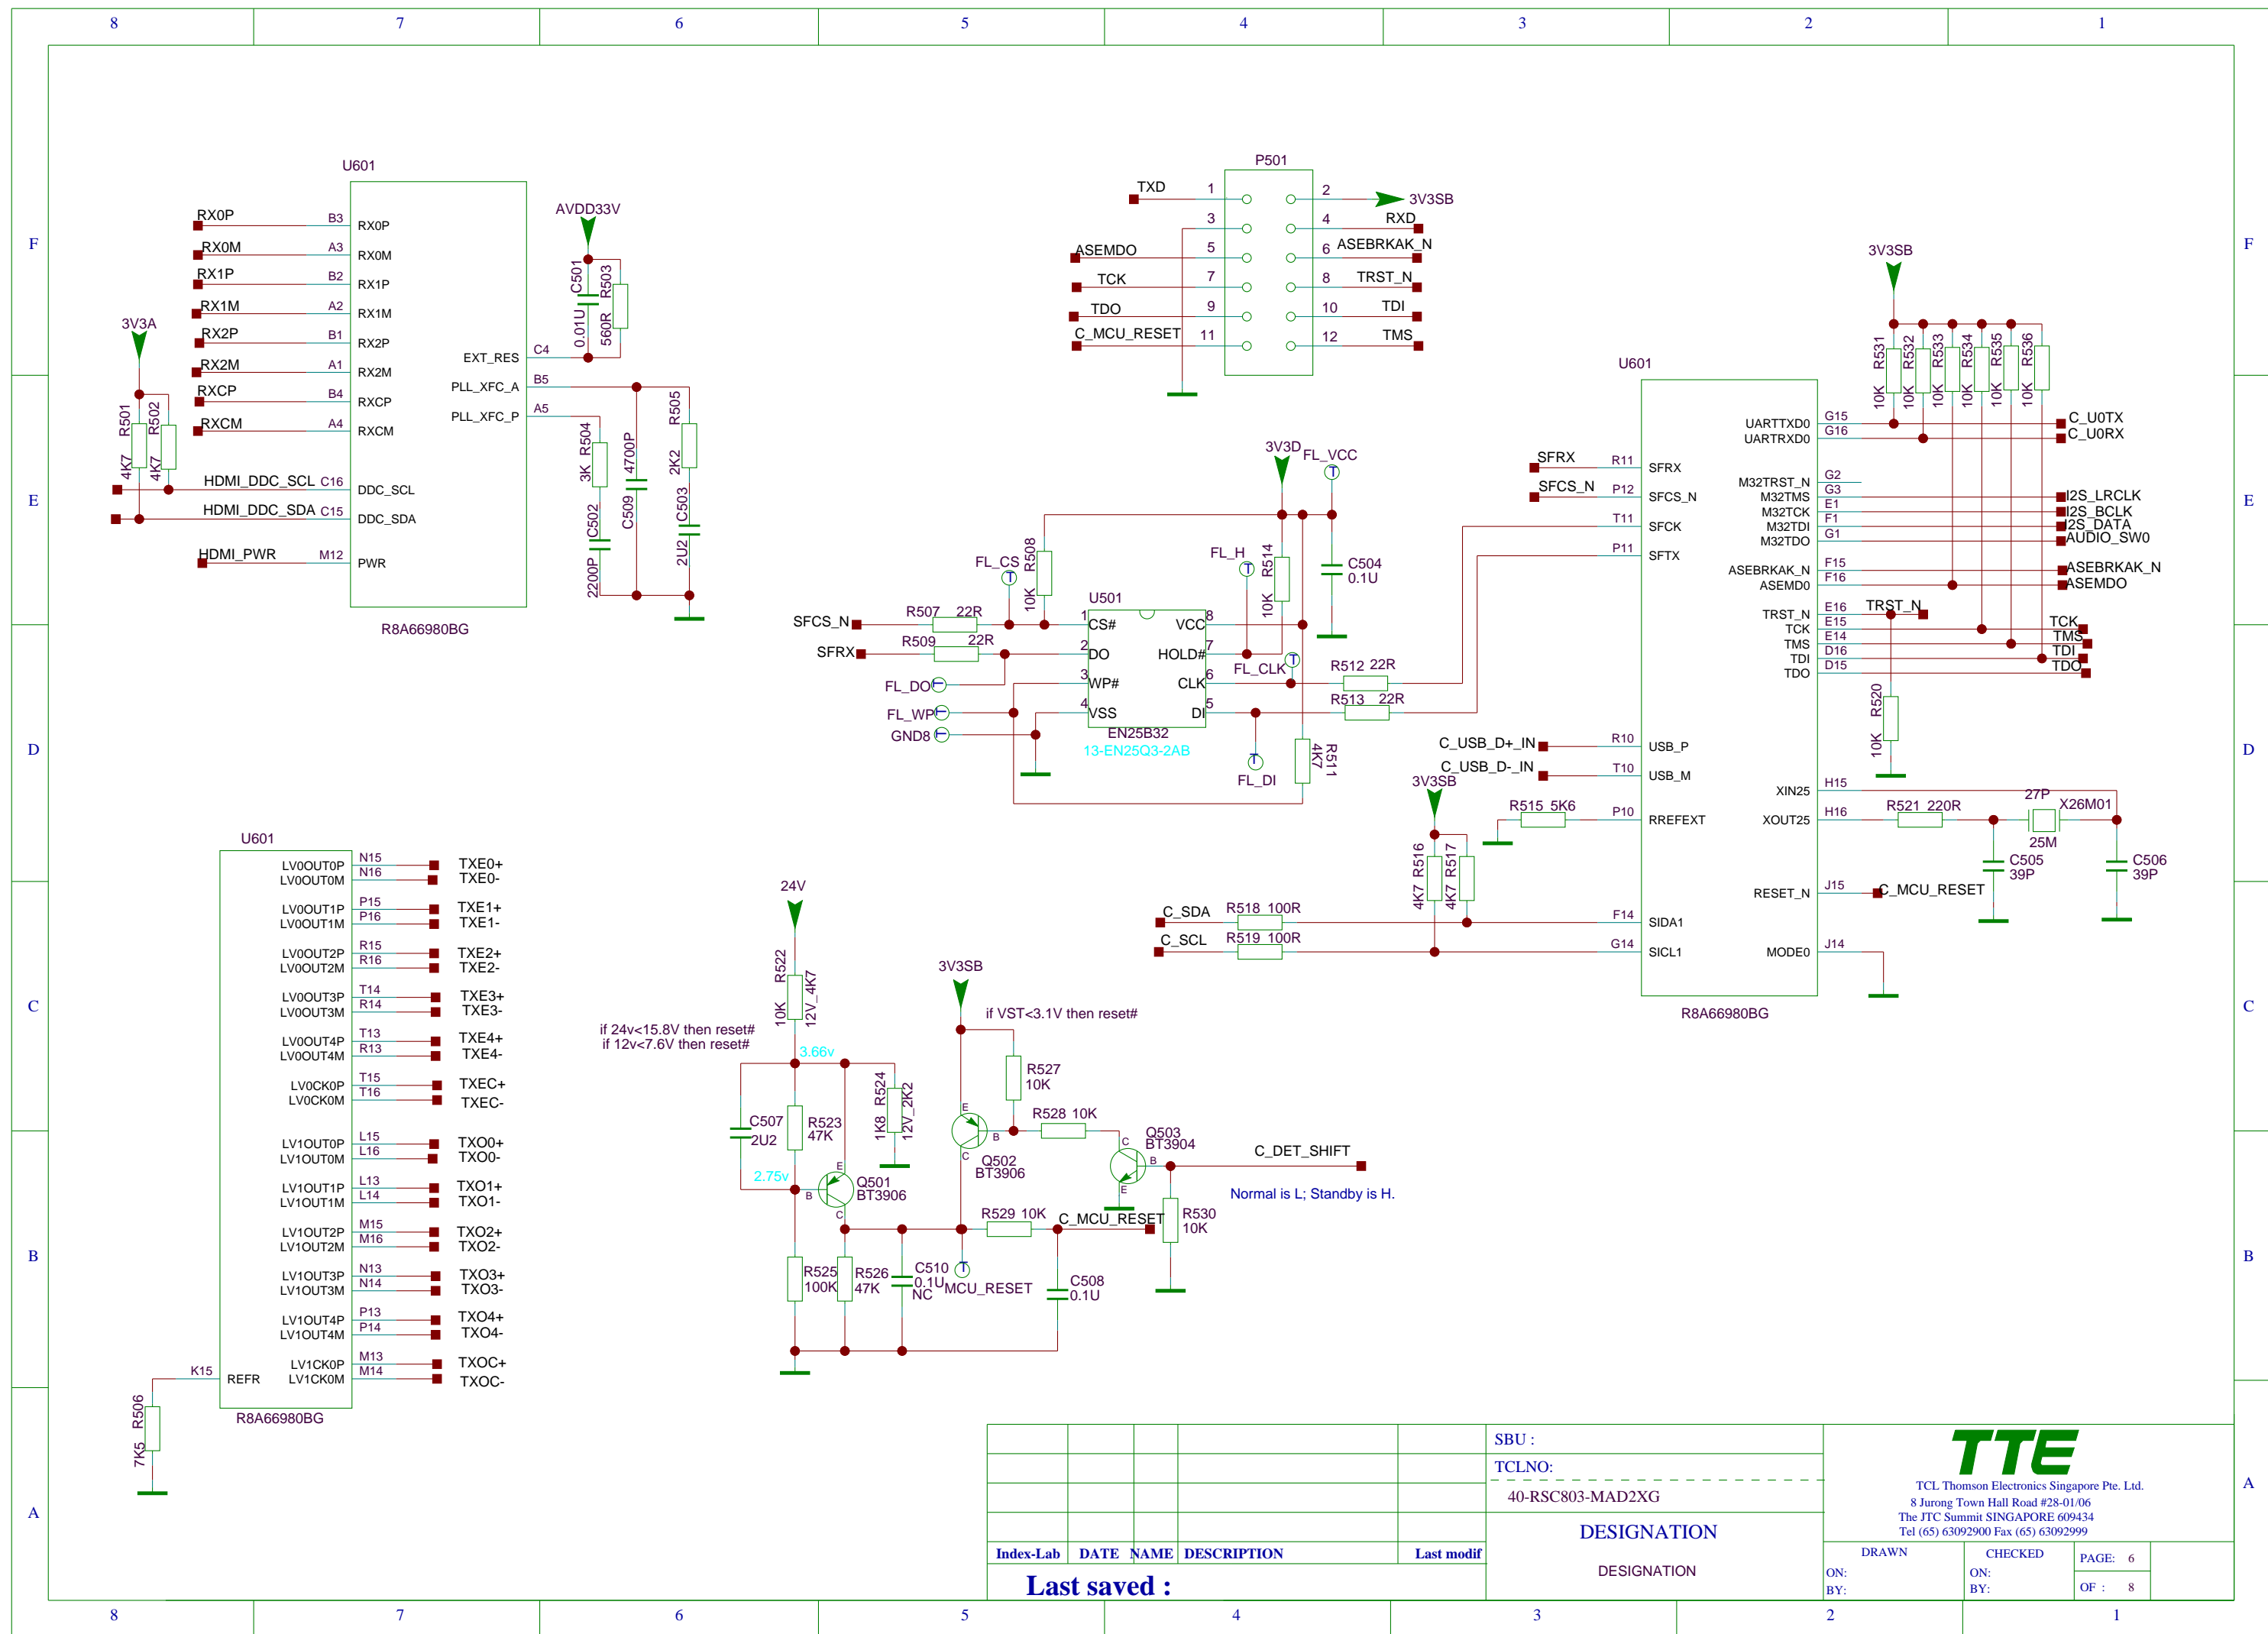 8 7 6 5 4 3 2 1
F
E
D
C
B
A
F
E
D
C
B
A
U601
RX0P B3 RX0P
RX0M A3 RX0M
RX1P B2 RX1P
RX1M A2 RX1M
RX2P B1 RX2P
RX2M A1 RX2M
RXCP B4 RXCP
RXCM A4 RXCM
HDMI_DDC_SCL C16 DDC_SCL
HDMI_DDC_SDA C15 DDC_SDA
HDMI_PWR M12 PWR
EXT_RES C4
PLL_XFC_A B5
PLL_XFC_P A5
R8A66980BG
3V3A
4K7 R501
4K7 R502
AVDD33V
0.01U C501
560R R503
3K R504
2200P C502
C509 4700P
2K2 R505
2U2 C503
P501
TXD 1 2 3V3SB
3 4 RXD
ASEMDO 5 6 ASEBRKAK_N
TCK 7 8 TRST_N
TDO 9 10 TDI
C_MCU_RESET 11 12 TMS
3V3D
FL_VCC
T
C504
0.1U
FL_H
T
10K R514
FL_CS
T
10K R508
U501
SFCS_N R507 22R 1 CS# VCC 8
SFRX R509 22R 2 DO HOLD# 7
FL_DO T 3 WP# CLK 6 FL_CLK T R512 22R
FL_WP T 4 VSS DI 5 R513 22R
GND8 T
EN25B32
13-EN25Q3-2AB
T
FL_DI
R511
4K7
U601
SFRX R11 SFRX
SFCS_N P12 SFCS_N
T11 SFCK
P11 SFTX
C_USB_D+_IN R10 USB_P
C_USB_D-_IN T10 USB_M
R515 5K6 P10 RREFEXT
3V3SB
4K7 R516
4K7 R517
C_SDA R518 100R F14 SIDA1
C_SCL R519 100R G14 SICL1
R8A66980BG
3V3SB
10K R531
10K R532
10K R533
10K R534
10K R535
10K R536
UARTTXD0 G15 C_U0TX
UARTRXD0 G16 C_U0RX
M32TRST_N G2
M32TMS G3 I2S_LRCLK
M32TCK E1 I2S_BCLK
M32TDI F1 I2S_DATA
M32TDO G1 AUDIO_SW0
ASEBRKAK_N F15 ASEBRKAK_N
ASEMD0 F16 ASEMDO
TRST_N E16 TRST_N
TCK E15 TCK
TMS E14 TMS
TDI D16 TDI
TDO D15 TDO
10K R520
XIN25 H15
XOUT25 H16 R521 220R
27P X26M01
25M
C505
39P
C506
39P
RESET_N J15 C_MCU_RESET
MODE0 J14
U601
LV0OUT0P N15 TXE0+
LV0OUT0M N16 TXE0-
LV0OUT1P P15 TXE1+
LV0OUT1M P16 TXE1-
LV0OUT2P R15 TXE2+
LV0OUT2M R16 TXE2-
LV0OUT3P T14 TXE3+
LV0OUT3M R14 TXE3-
LV0OUT4P T13 TXE4+
LV0OUT4M R13 TXE4-
LV0CK0P T15 TXEC+
LV0CK0M T16 TXEC-
LV1OUT0P L15 TXO0+
LV1OUT0M L16 TXO0-
LV1OUT1P L13 TXO1+
LV1OUT1M L14 TXO1-
LV1OUT2P M15 TXO2+
LV1OUT2M M16 TXO2-
LV1OUT3P N13 TXO3+
LV1OUT3M N14 TXO3-
LV1OUT4P P13 TXO4+
LV1OUT4M P14 TXO4-
LV1CK0P M13 TXOC+
K15 REFR LV1CK0M M14 TXOC-
R8A66980BG
7K5 R506
24V
10K R522
12V_4K7
if 24v<15.8V then reset#
if 12v<7.6V then reset#
3.66v
C507
2U2
R523
47K
1K8 R524
12V_2K2
2.75v
B E C
Q501
BT3906
R525
100K
R526
47K
C510
0.1U
NC
T
MCU_RESET
3V3SB
if VST<3.1V then reset#
R527
10K
E B C
Q502
BT3906
R528 10K
Q503
BT3904
C B E
C_DET_SHIFT
Normal is L; Standby is H.
R529 10K
C_MCU_RESET
R530
10K
C508
0.1U
SBU :
TCLNO:
40-RSC803-MAD2XG
DESIGNATION
DESIGNATION
Index-Lab DATE NAME DESCRIPTION Last modif
Last saved :
TTE
TCL Thomson Electronics Singapore Pte. Ltd.
8 Jurong Town Hall Road #28-01/06
The JTC Summit SINGAPORE 609434
Tel (65) 63092900 Fax (65) 63092999
DRAWN CHECKED PAGE: 6
ON: ON:
BY: BY: OF : 8
8 7 6 5 4 3 2 1